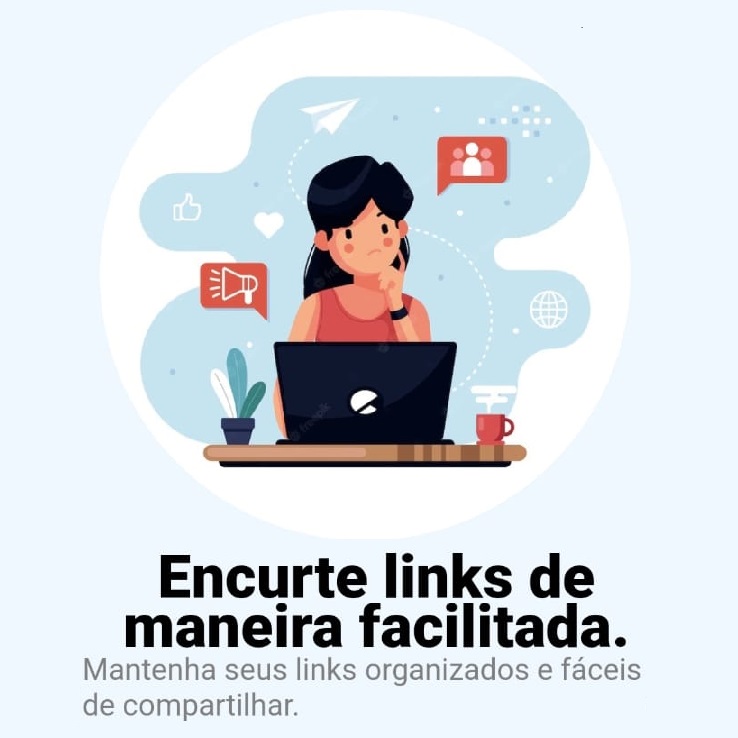 Encurte links de
maneira facilitada.
Mantenha seus links organizados e fáceis
de compartilhar.